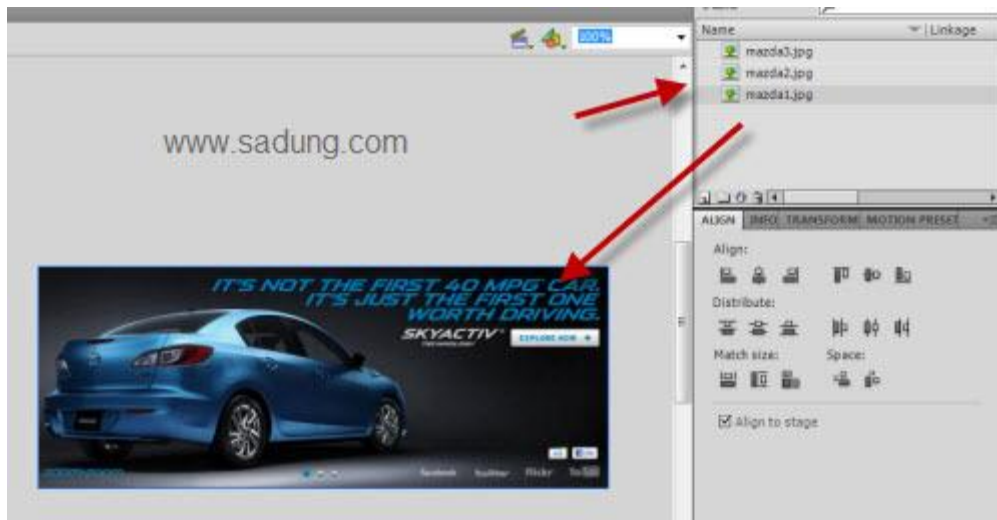 100%
Name
Linkage
mazda3.jpg
mazda2.jpg
mazda1.jpg
www.sadung.com
ALIGN INFO TRANSFORM MOTION PRESET
Align:
Distribute:
Match size:
Space:
Align to stage
IT'S NOT THE FIRST 40 MPG CAR.
IT'S JUST THE FIRST ONE
WORTH DRIVING.
SKYACTIV
EXPLORE NOW
facebook twitter flickr You